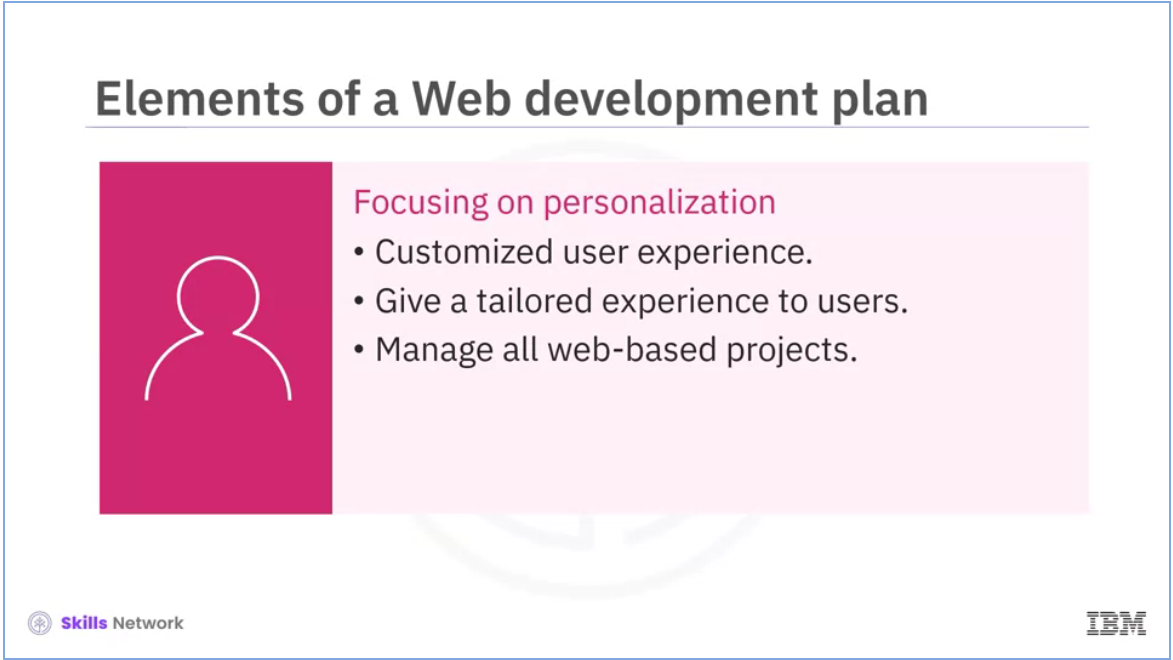 Elements of a Web development plan
Focusing on personalization
• Customized user experience.
• Give a tailored experience to users.
• Manage all web-based projects.
Skills Network
IBM